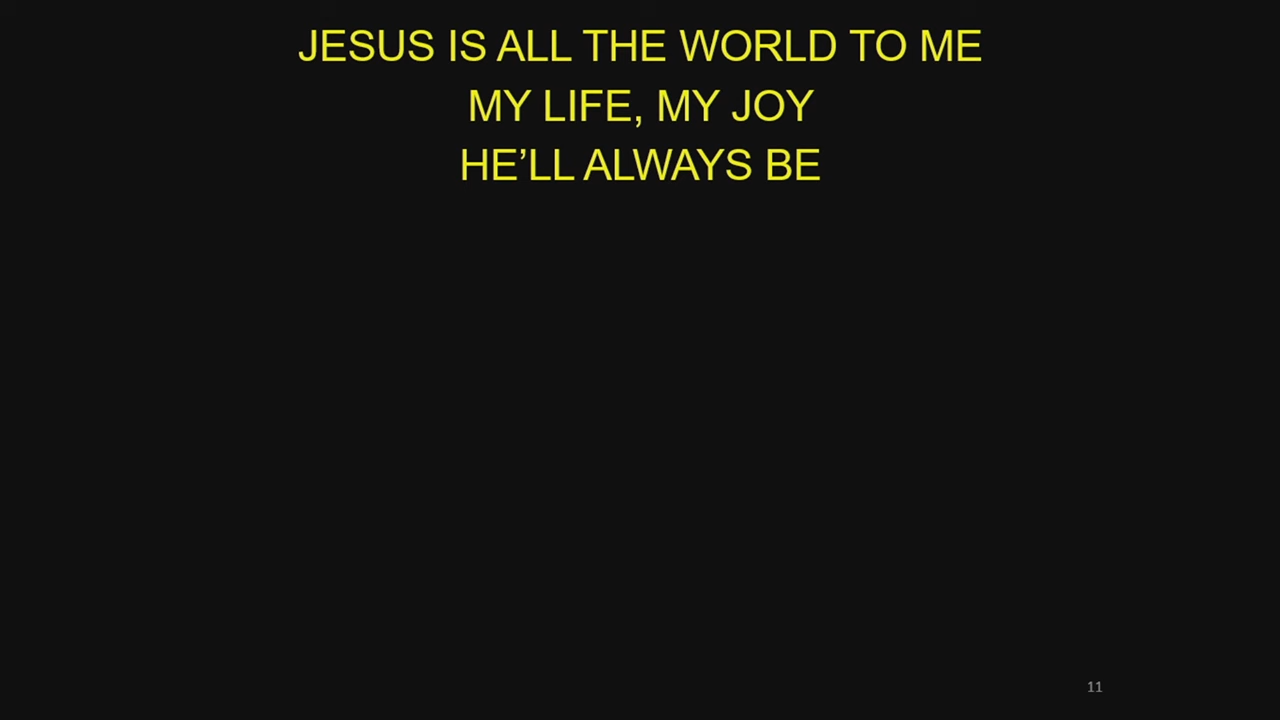 JESUS IS ALL THE WORLD TO ME
MY LIFE, MY JOY
HE’LL ALWAYS BE
11